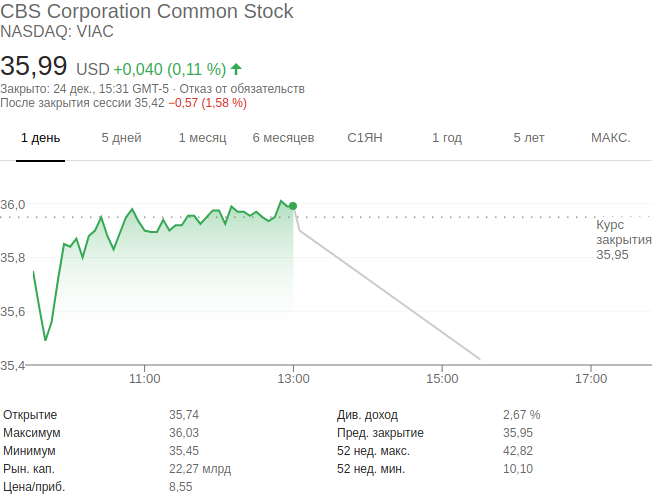 CBS Corporation Common Stock
NASDAQ: VIAC
35,99 USD +0,040 (0,11 %)
Закрыто: 24 дек., 15:31 GMT-5 · Отказ от обязательств
После закрытия сессии 35,42 −0,57 (1,58 %)
1 день 5 дней 1 месяц 6 месяцев С1ЯН 1 год 5 лет МАКС.
36,0
35,8
35,6
35,4
Курс
закрытия
35,95
11:00 13:00 15:00 17:00
Открытие 35,74
Максимум 36,03
Минимум 35,45
Рын. кап. 22,27 млрд
Цена/приб. 8,55
Див. доход 2,67 %
Пред. закрытие 35,95
52 нед. макс. 42,82
52 нед. мин. 10,10